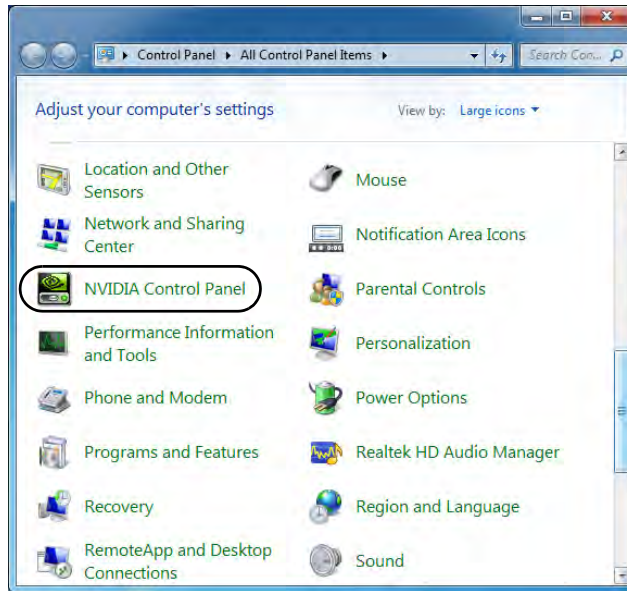 Control Panel All Control Panel Items Search Con...
Adjust your computer's settings View by: Large icons
Location and Other
Sensors
Mouse
Network and Sharing
Center
Notification Area Icons
NVIDIA Control Panel
Parental Controls
Performance Information
and Tools
Personalization
Phone and Modem
Power Options
Programs and Features
Realtek HD Audio Manager
Recovery
Region and Language
RemoteApp and Desktop
Connections
Sound